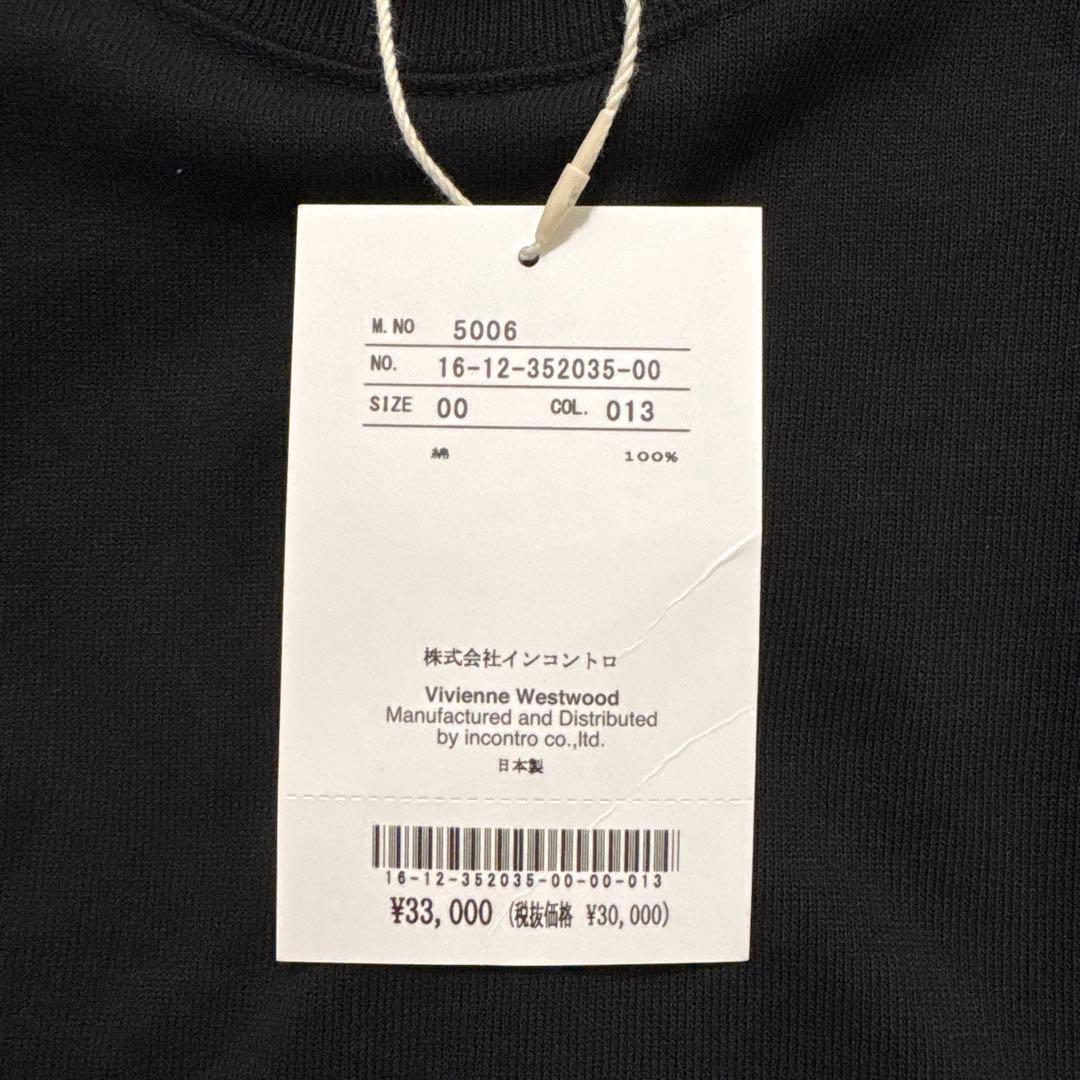 M. NO 5006
NO. 16-12-352035-00
SIZE 00 COL. 013
綿 100%
株式会社インコントロ
Vivienne Westwood
Manufactured and Distributed
by incontro co.,ltd.
日本製
16-12-352035-00-00-013
¥33,000 (税抜価格 ¥30,000)